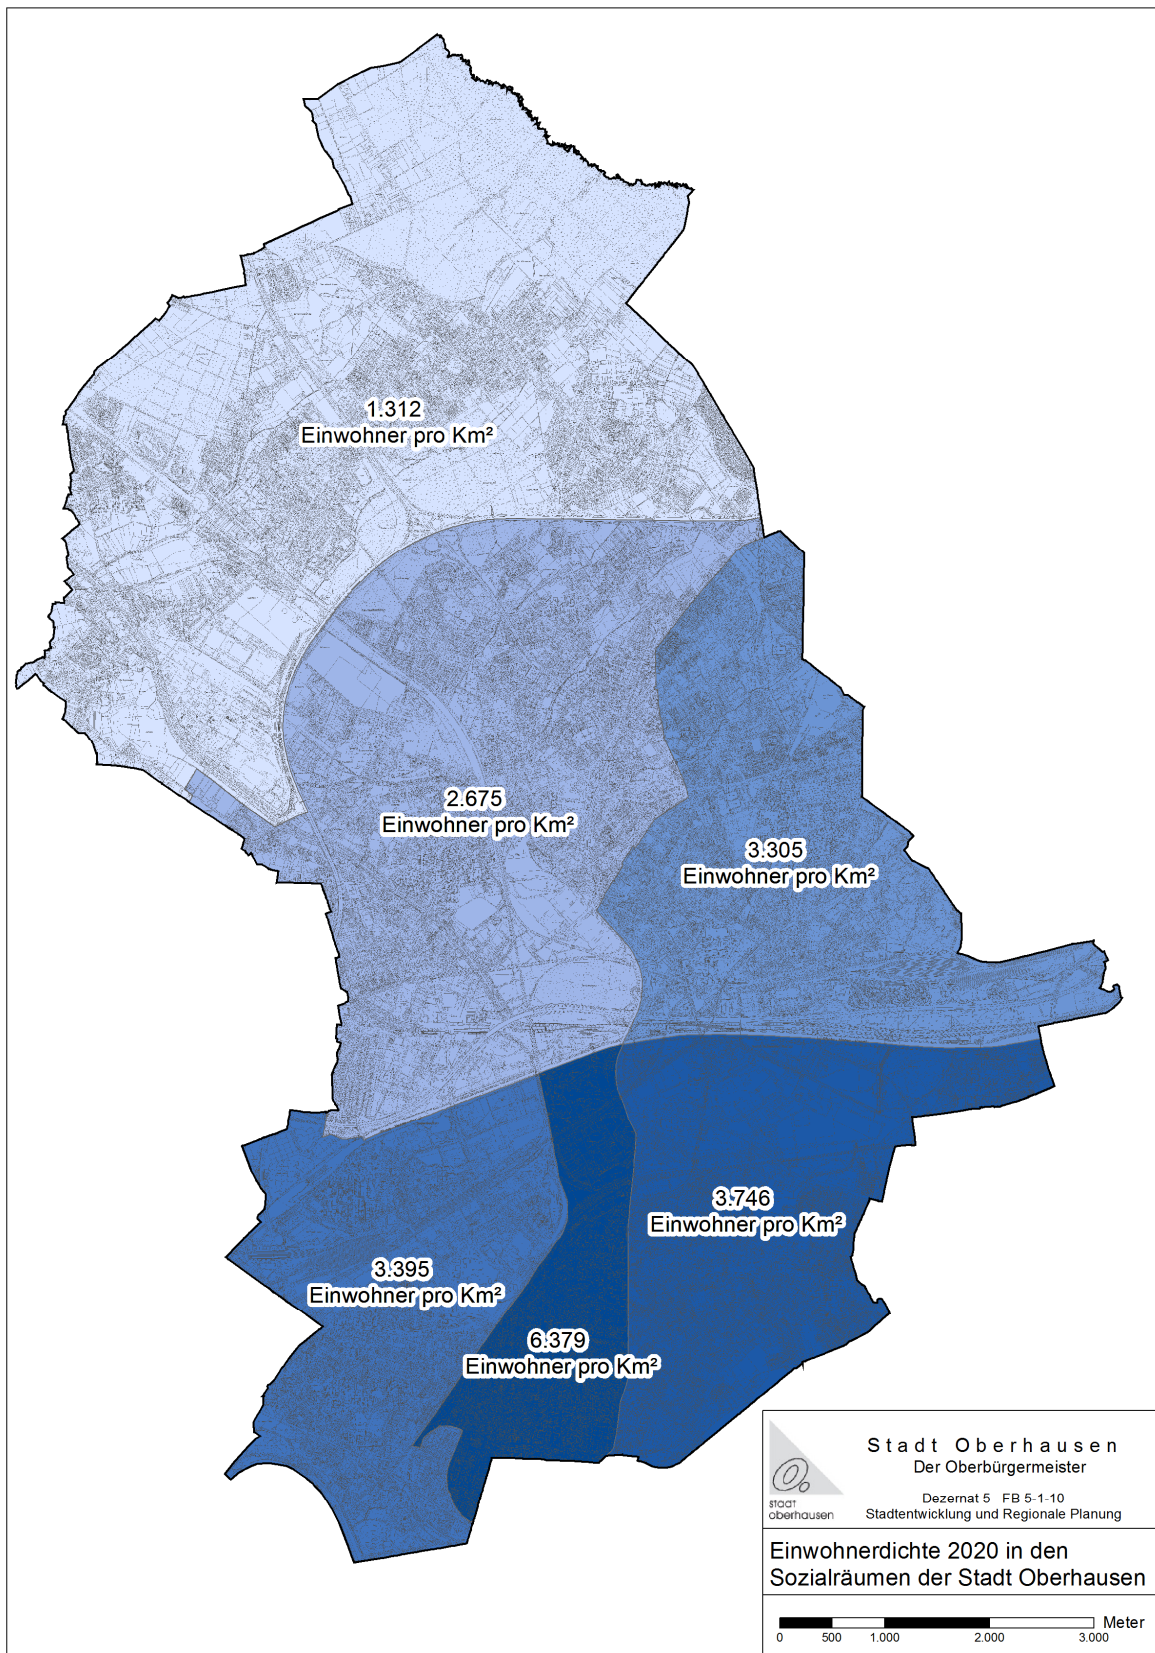 1.312
Einwohner pro Km²
2.675
Einwohner pro Km²
3.305
Einwohner pro Km²
3.746
Einwohner pro Km²
3.395
Einwohner pro Km²
6.379
Einwohner pro Km²
Stadt Oberhausen
Der Oberbürgermeister
Dezernat 5 FB 5-1-10
Stadtentwicklung und Regionale Planung
stadt
oberhausen
Einwohnerdichte 2020 in den
Sozialräumen der Stadt Oberhausen
Meter
0 500 1.000 2.000 3.000